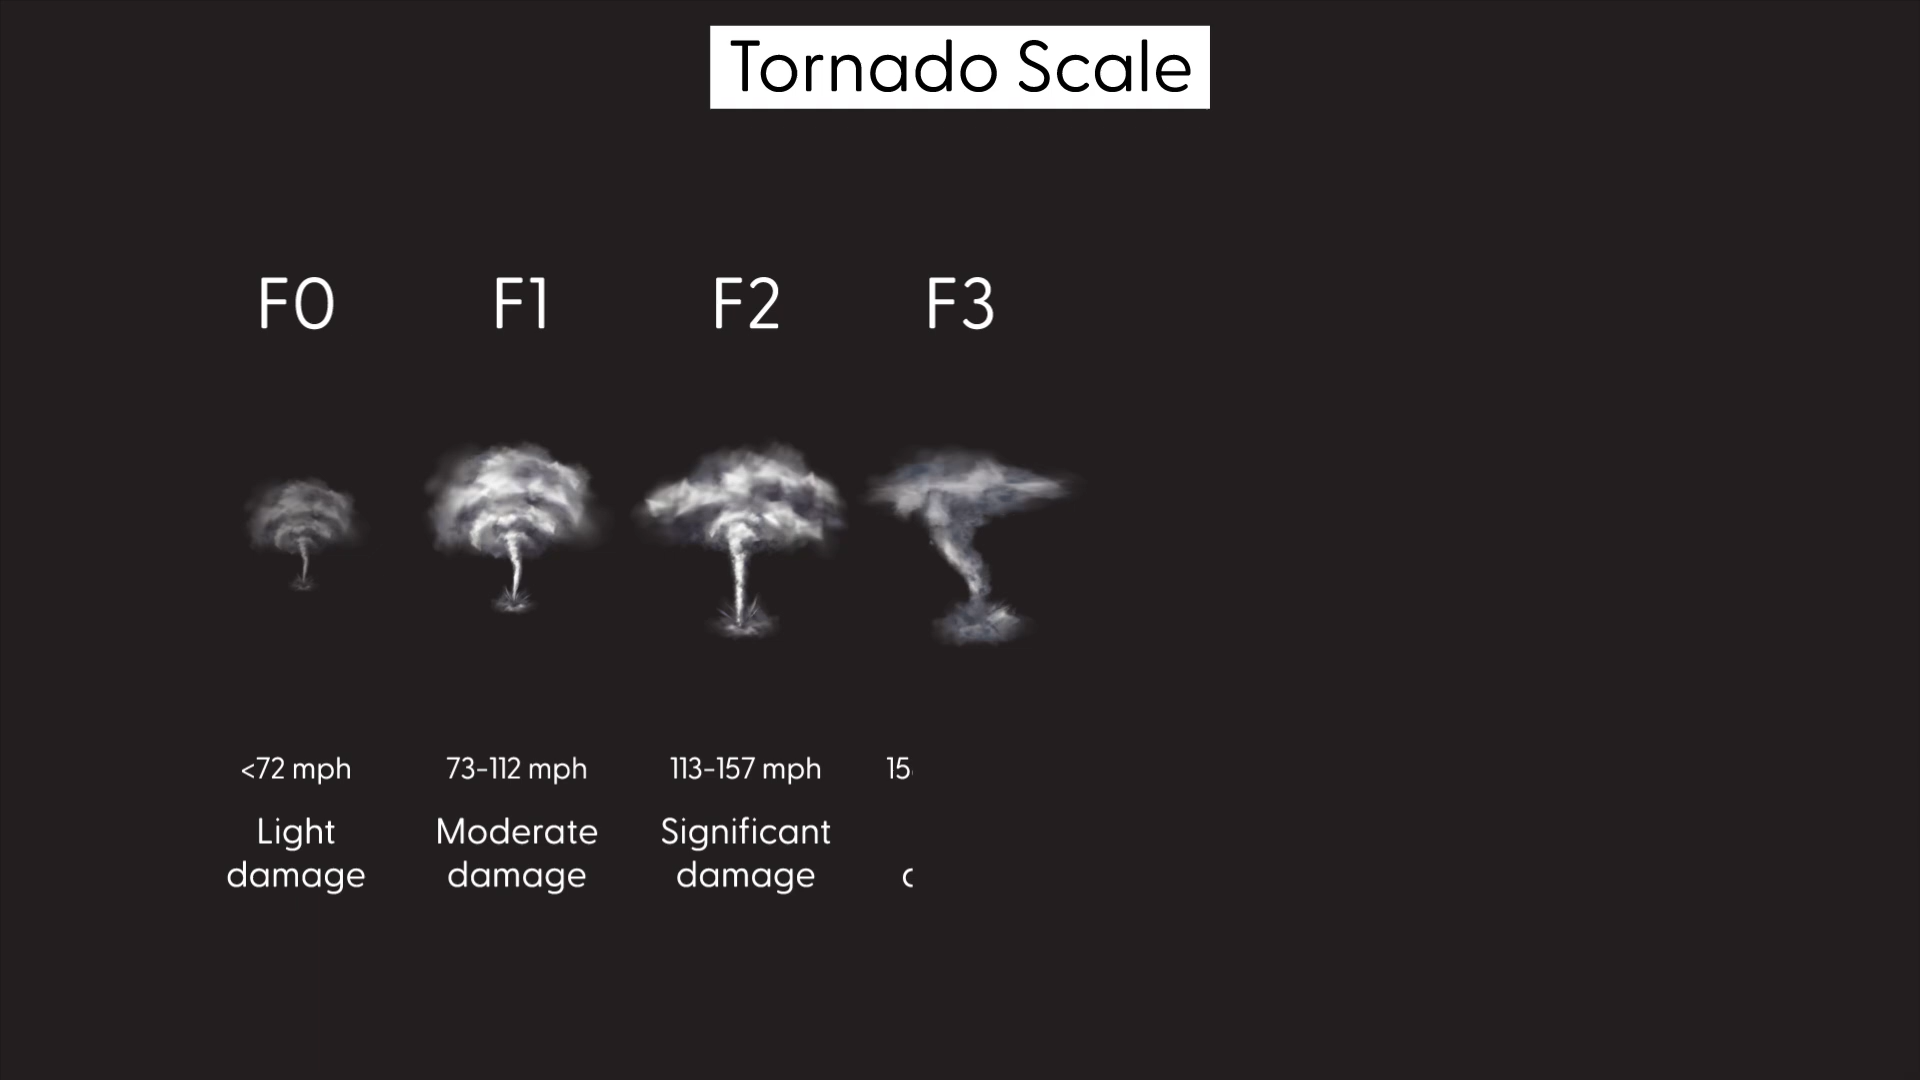 Tornado Scale
F0 F1 F2 F3
<72 mph 73-112 mph 113-157 mph 15
Light Moderate Significant
damage damage damage